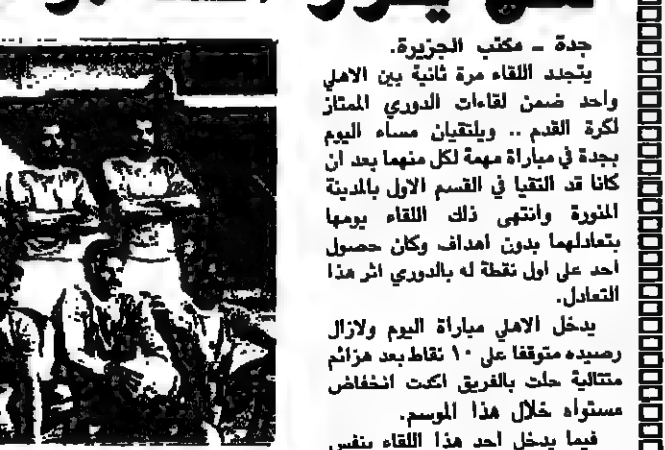 جدة ــ مكتب الجزيرة.
يتجدد اللقاء مرة ثانية بين الاهلي
واحد ضمن لقاءات الدوري الممتاز
لكرة القدم .. ويلتقيان مساء اليوم
بجدة في مباراة مهمة لكل منهما بعد ان
كانا قد التقيا في القسم الاول بالمدينة
المنورة وانتهى ذلك اللقاء يومها
بتعادلهما بدون اهداف وكان حصول
احد على اول نقطة له بالدوري اثر هذا
التعادل.
يدخل الاهلي مباراة اليوم ولازال
رصيده متوقفا على ١٠ نقاط بعد هزائم
متتالية حلت بالفريق اكدت انخفاض
مستواه خلال هذا الموسم.
فيما يدخل احد هذا اللقاء بنفس